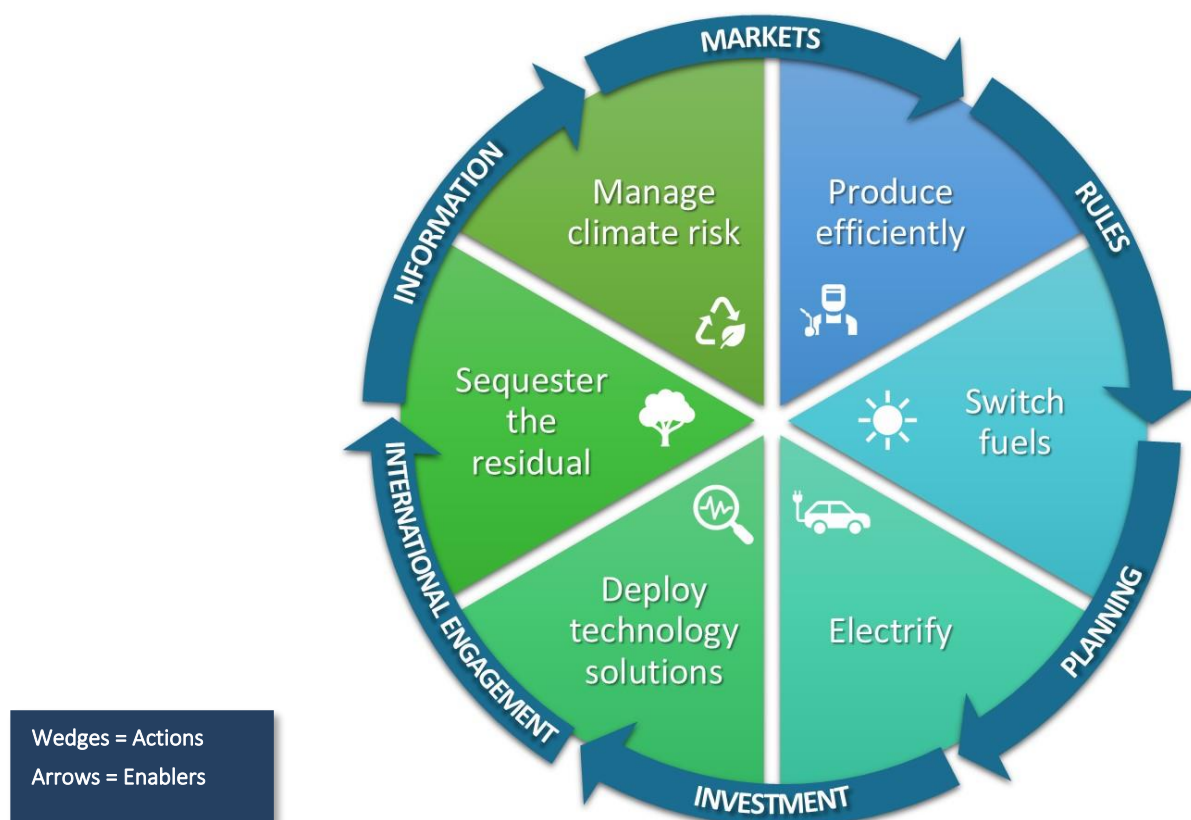 MARKETS
RULES
PLANNING
INVESTMENT
INTERNATIONAL ENGAGEMENT
INFORMATION
Manage
climate risk
Produce
efficiently
Switch
fuels
Electrify
Deploy
technology
solutions
Sequester
the
residual
Wedges = Actions
Arrows = Enablers